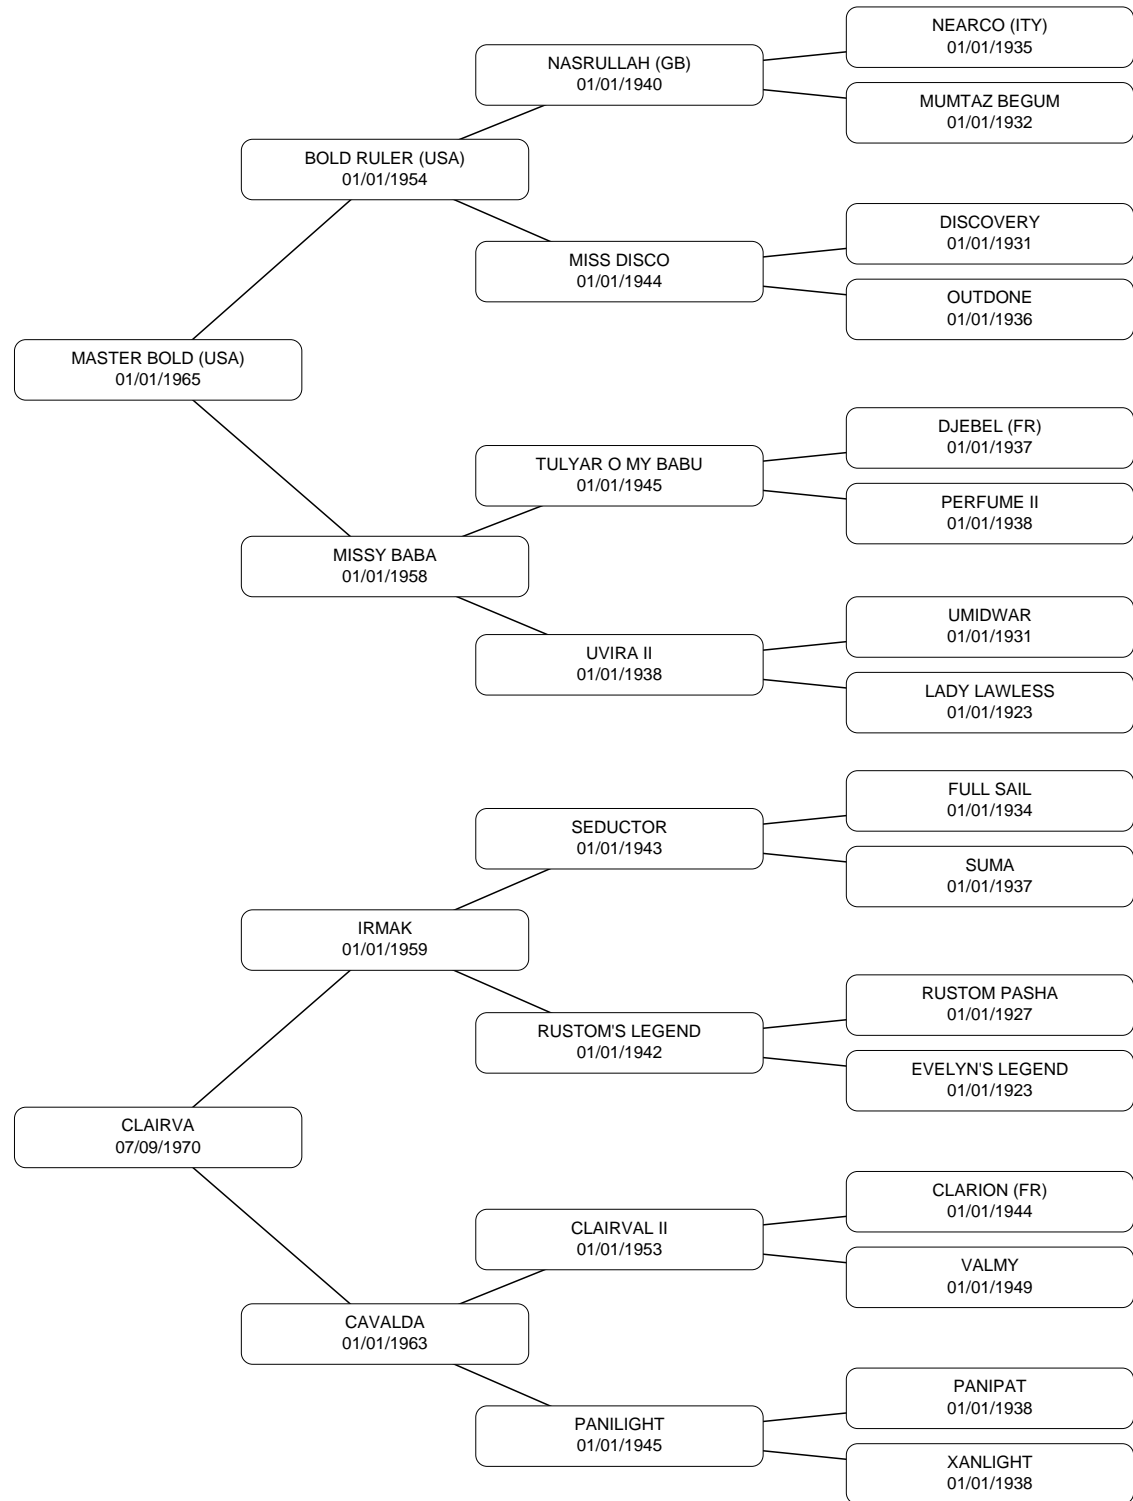 NEARCO (ITY)
01/01/1935
NASRULLAH (GB)
01/01/1940
MUMTAZ BEGUM
01/01/1932
BOLD RULER (USA)
01/01/1954
DISCOVERY
01/01/1931
MISS DISCO
01/01/1944
OUTDONE
01/01/1936
MASTER BOLD (USA)
01/01/1965
DJEBEL (FR)
01/01/1937
TULYAR O MY BABU
01/01/1945
PERFUME II
01/01/1938
MISSY BABA
01/01/1958
UMIDWAR
01/01/1931
UVIRA II
01/01/1938
LADY LAWLESS
01/01/1923
FULL SAIL
01/01/1934
SEDUCTOR
01/01/1943
SUMA
01/01/1937
IRMAK
01/01/1959
RUSTOM PASHA
01/01/1927
RUSTOM'S LEGEND
01/01/1942
EVELYN'S LEGEND
01/01/1923
CLAIRVA
07/09/1970
CLARION (FR)
01/01/1944
CLAIRVAL II
01/01/1953
VALMY
01/01/1949
CAVALDA
01/01/1963
PANIPAT
01/01/1938
PANILIGHT
01/01/1945
XANLIGHT
01/01/1938